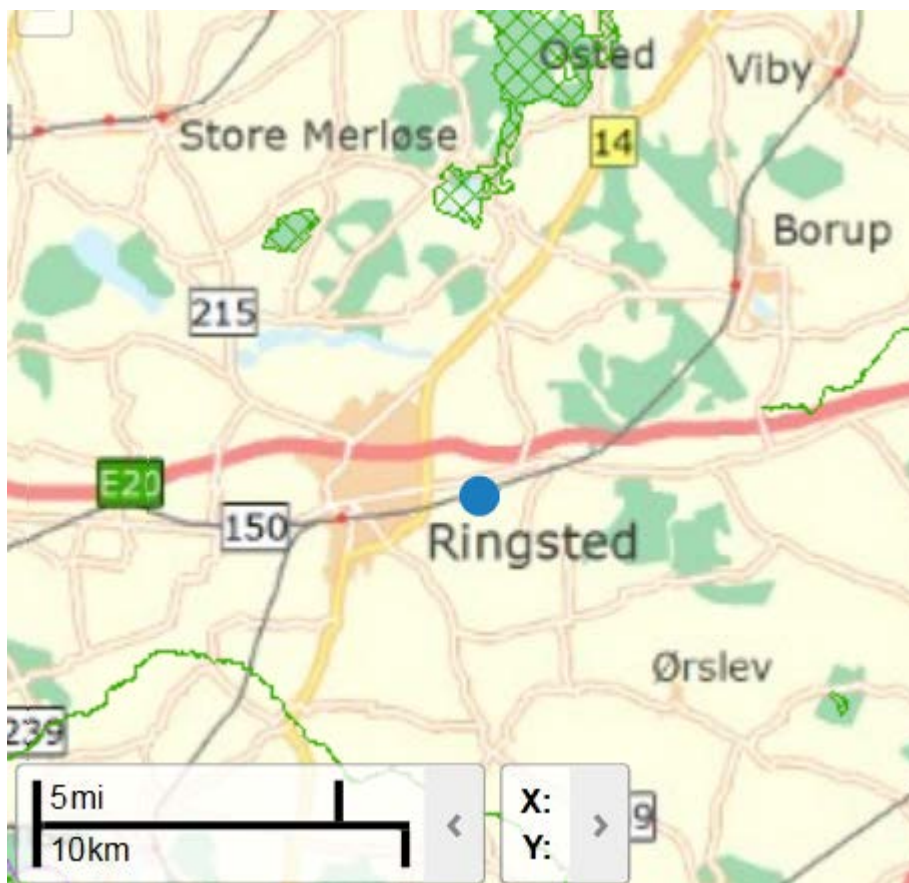 Osted
Viby
14
Store Merløse
Borup
215
E20
150
Ringsted
Ørslev
239
5mi
10km
X:
Y:
9